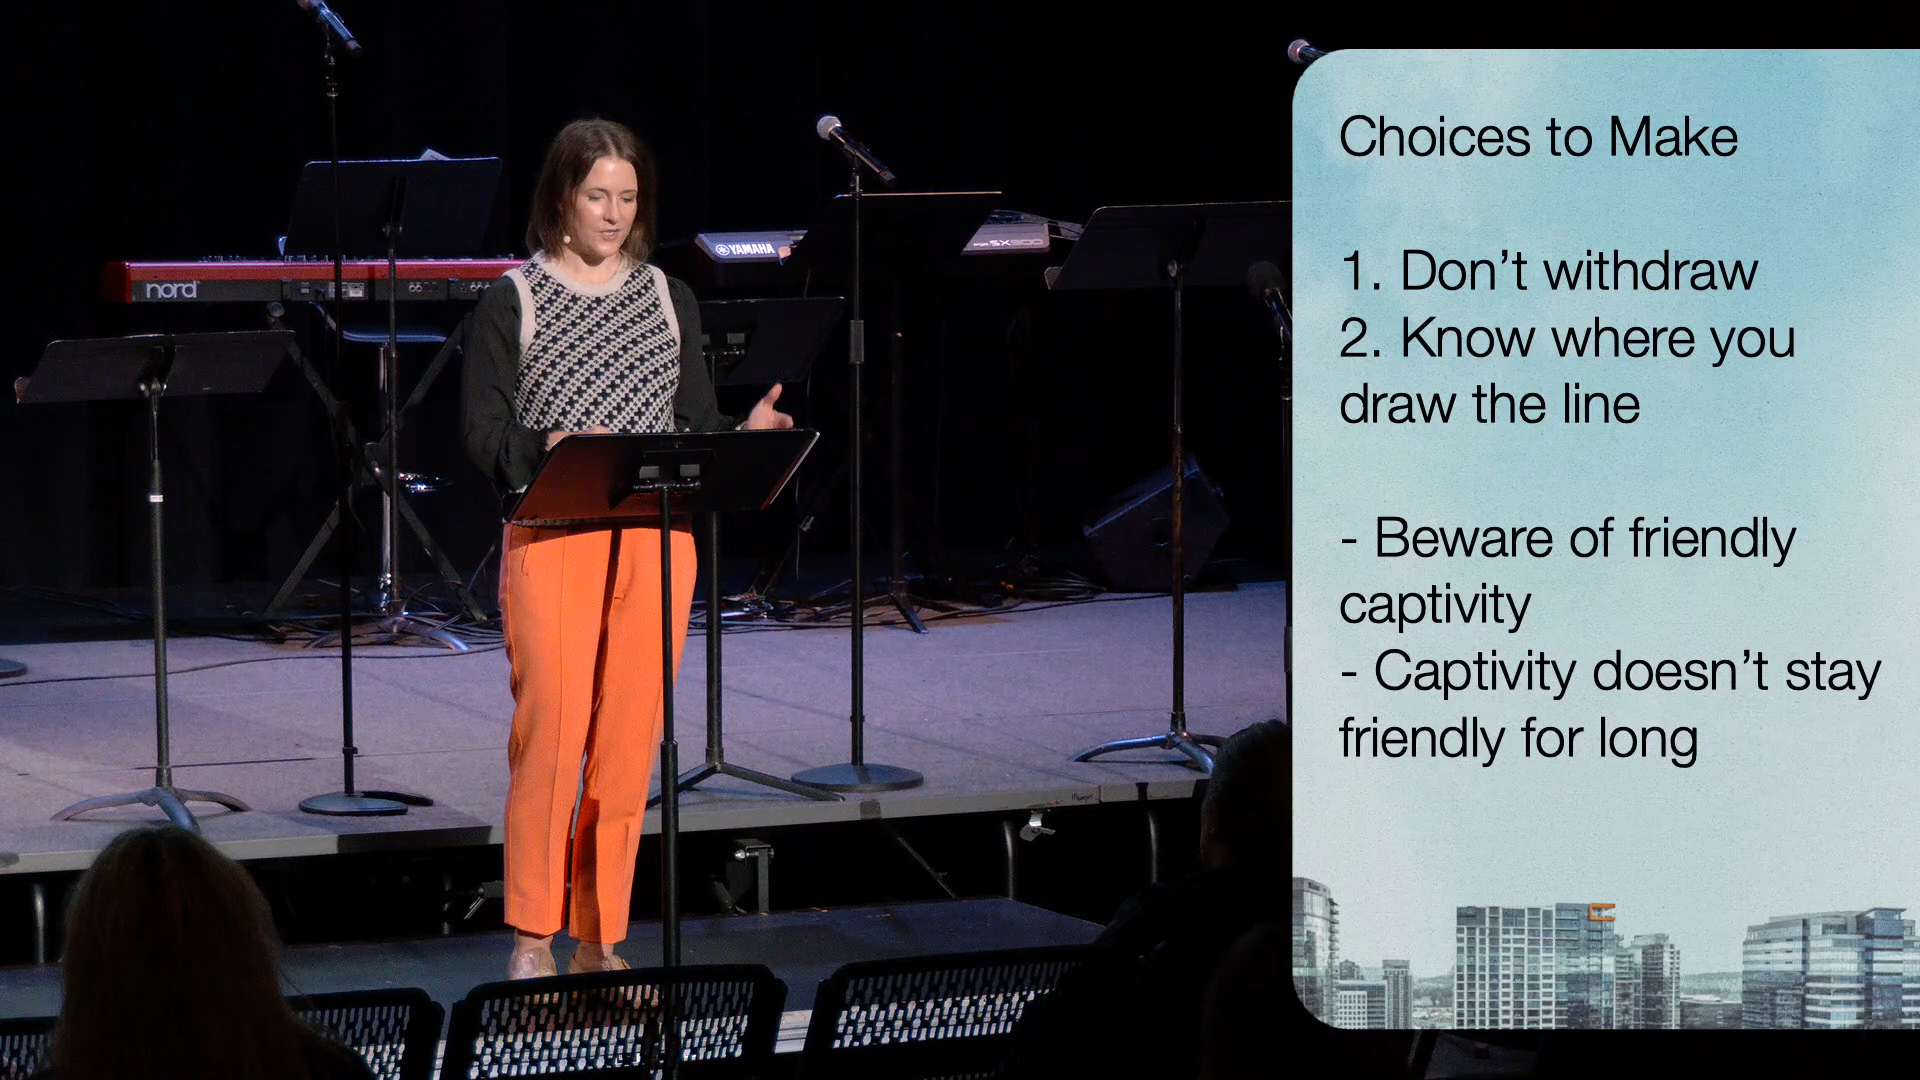 YAMAHA
SX900
nord
Choices to Make
1. Don’t withdraw
2. Know where you
draw the line
- Beware of friendly
captivity
- Captivity doesn’t stay
friendly for long